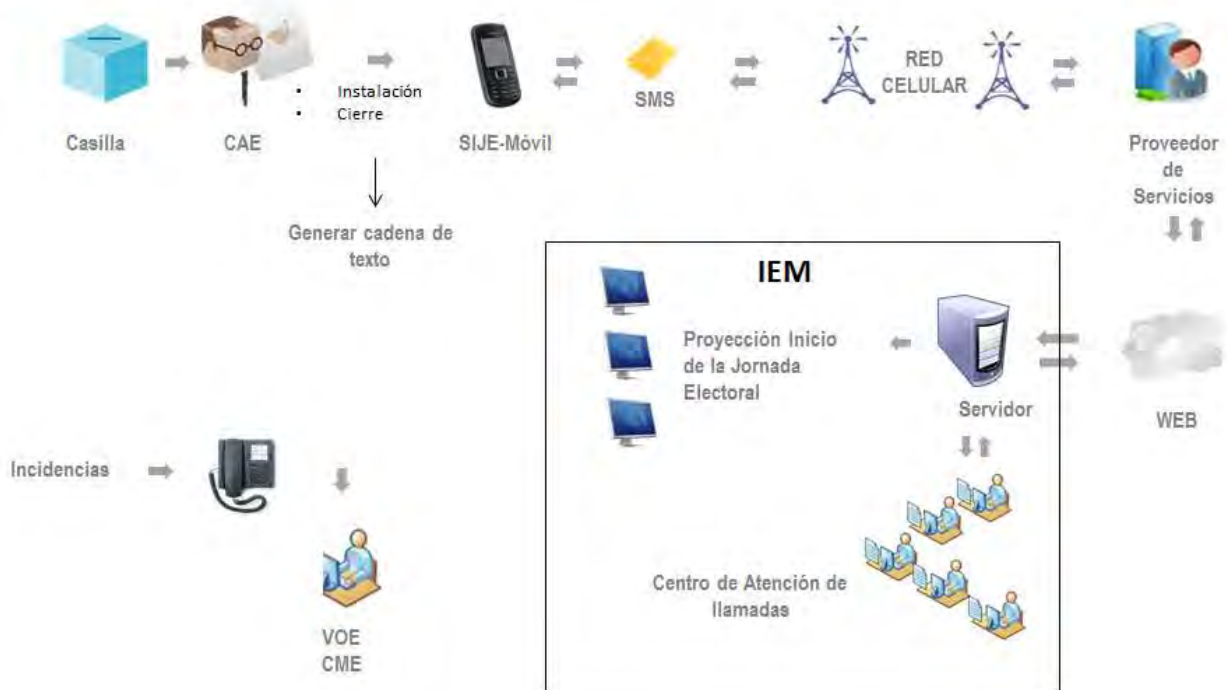 Casilla
CAE
• Instalación
• Cierre
SIJE-Móvil
SMS
RED
CELULAR
Proveedor
de
Servicios
Generar cadena de
texto
IEM
Proyección Inicio
de la Jornada
Electoral
Servidor
WEB
Incidencias
VOE
CME
Centro de Atención de
llamadas